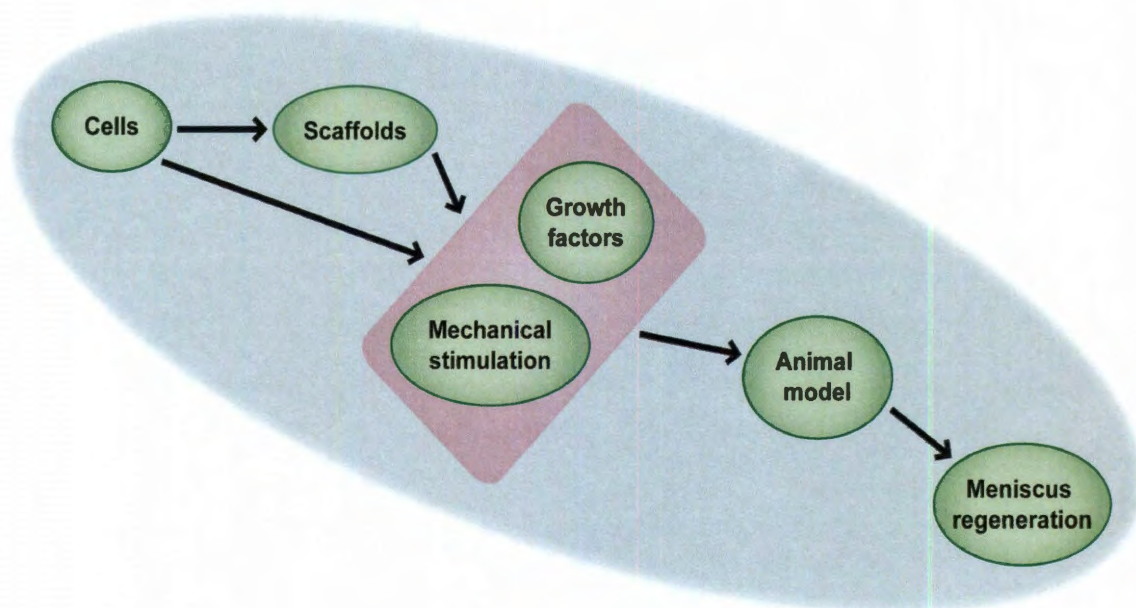 Cells
Scaffolds
Growth
factors
Mechanical
stimulation
Animal
model
Meniscus
regeneration